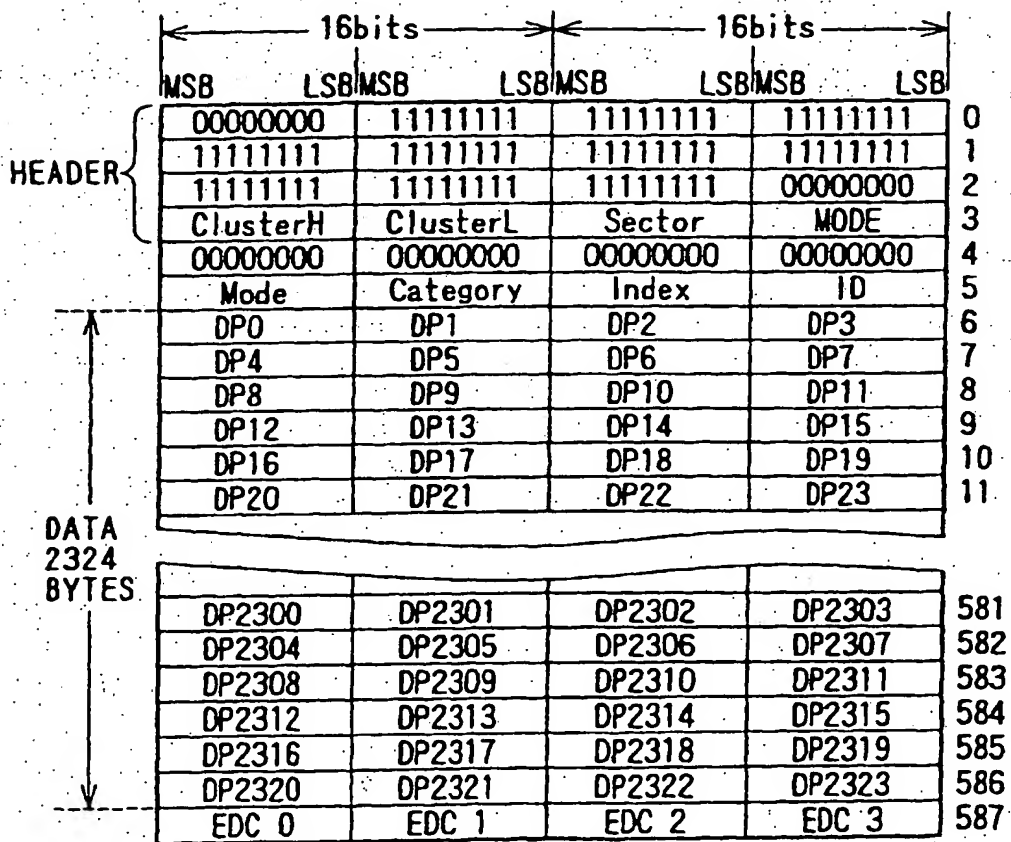 16bits 16bits
MSB LSB MSB LSB MSB LSB MSB LSB
00000000 11111111 11111111 11111111 0
11111111 11111111 11111111 11111111 1
HEADER
11111111 11111111 11111111 00000000 2
ClusterH ClusterL Sector MODE 3
00000000 00000000 00000000 00000000 4
Mode Category Index ID 5
DP0 DP1 DP2 DP3 6
DP4 DP5 DP6 DP7 7
DP8 DP9 DP10 DP11 8
DP12 DP13 DP14 DP15 9
DP16 DP17 DP18 DP19 10
DP20 DP21 DP22 DP23 11
DATA
2324
BYTES
DP2300 DP2301 DP2302 DP2303 581
DP2304 DP2305 DP2306 DP2307 582
DP2308 DP2309 DP2310 DP2311 583
DP2312 DP2313 DP2314 DP2315 584
DP2316 DP2317 DP2318 DP2319 585
DP2320 DP2321 DP2322 DP2323 586
EDC 0 EDC 1 EDC 2 EDC 3 587